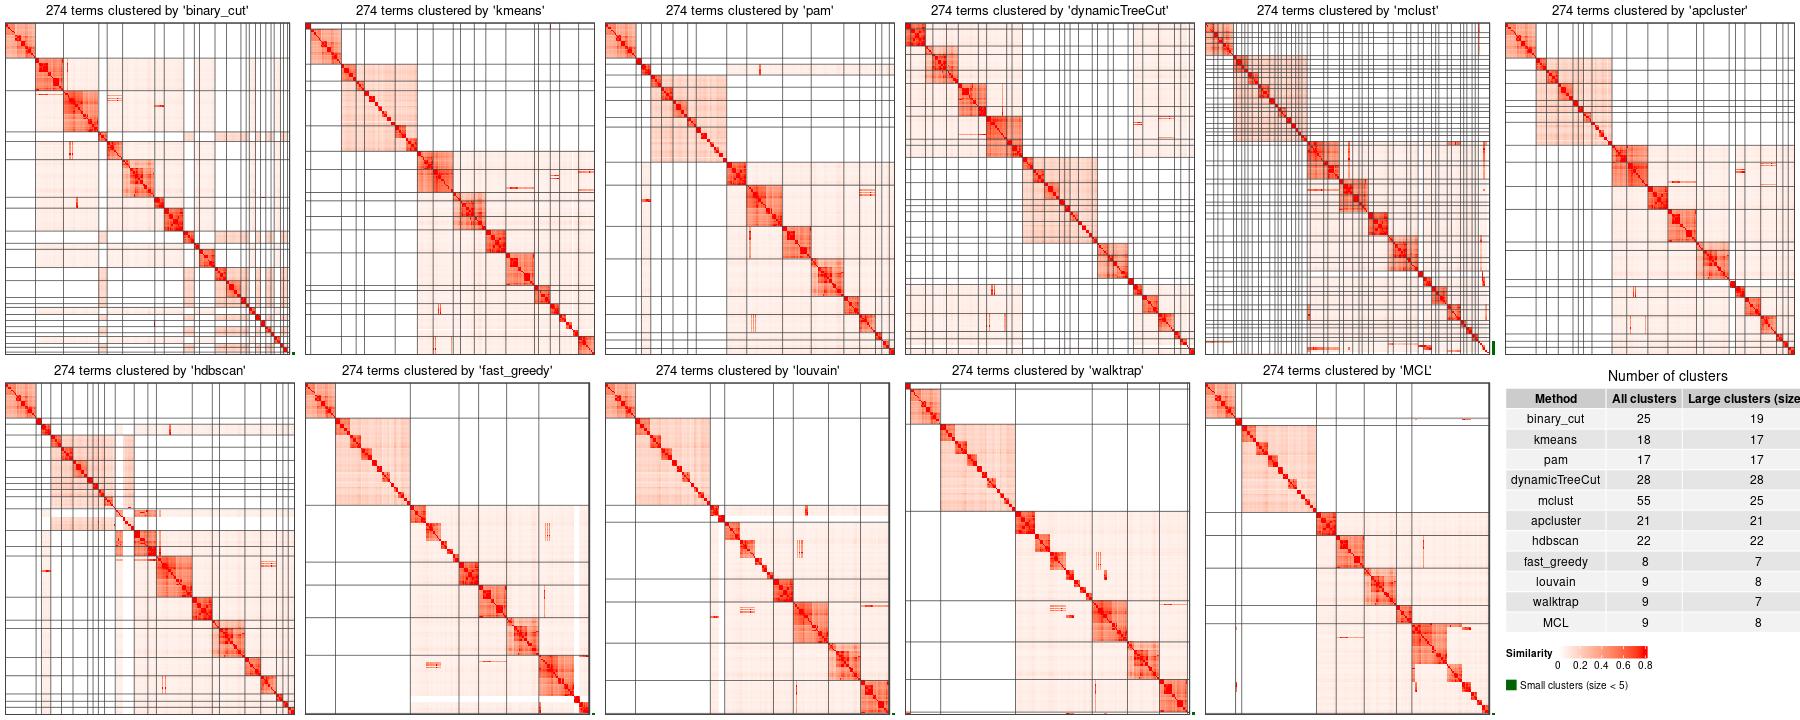 274 terms clustered by 'binary_cut'
274 terms clustered by 'kmeans'
274 terms clustered by 'pam'
274 terms clustered by 'dynamicTreeCut'
274 terms clustered by 'mclust'
274 terms clustered by 'apcluster'
274 terms clustered by 'hdbscan'
274 terms clustered by 'fast_greedy'
274 terms clustered by 'louvain'
274 terms clustered by 'walktrap'
274 terms clustered by 'MCL'
Number of clusters
Method All clusters Large clusters (size
binary_cut 25 19
kmeans 18 17
pam 17 17
dynamicTreeCut 28 28
mclust 55 25
apcluster 21 21
hdbscan 22 22
fast_greedy 8 7
louvain 9 8
walktrap 9 7
MCL 9 8
Similarity
0 0.2 0.4 0.6 0.8
Small clusters (size < 5)